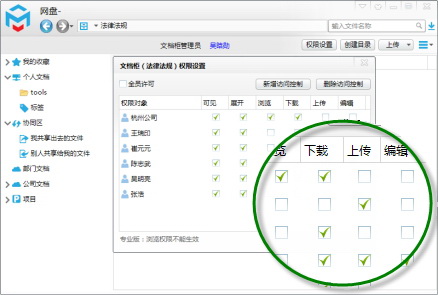 网盘-
法律法规
输入文件名称
文档柜管理员 吴晓勋
权限设置 创建目录 上传
我的收藏
个人文档
tools
标签
协同区
我共享出去的文件
别人共享给我的文件
部门文档
公司文档
项目
文档柜（法律法规）权限设置
全员许可
新增访问控制 删除访问控制
权限对象 可见 展开 浏览 下载 上传 编辑
杭州公司
王瑞印
崔元元
陈志武
吴明亮
张浩
专业版：浏览权限不能生效
览 下载 上传 编辑